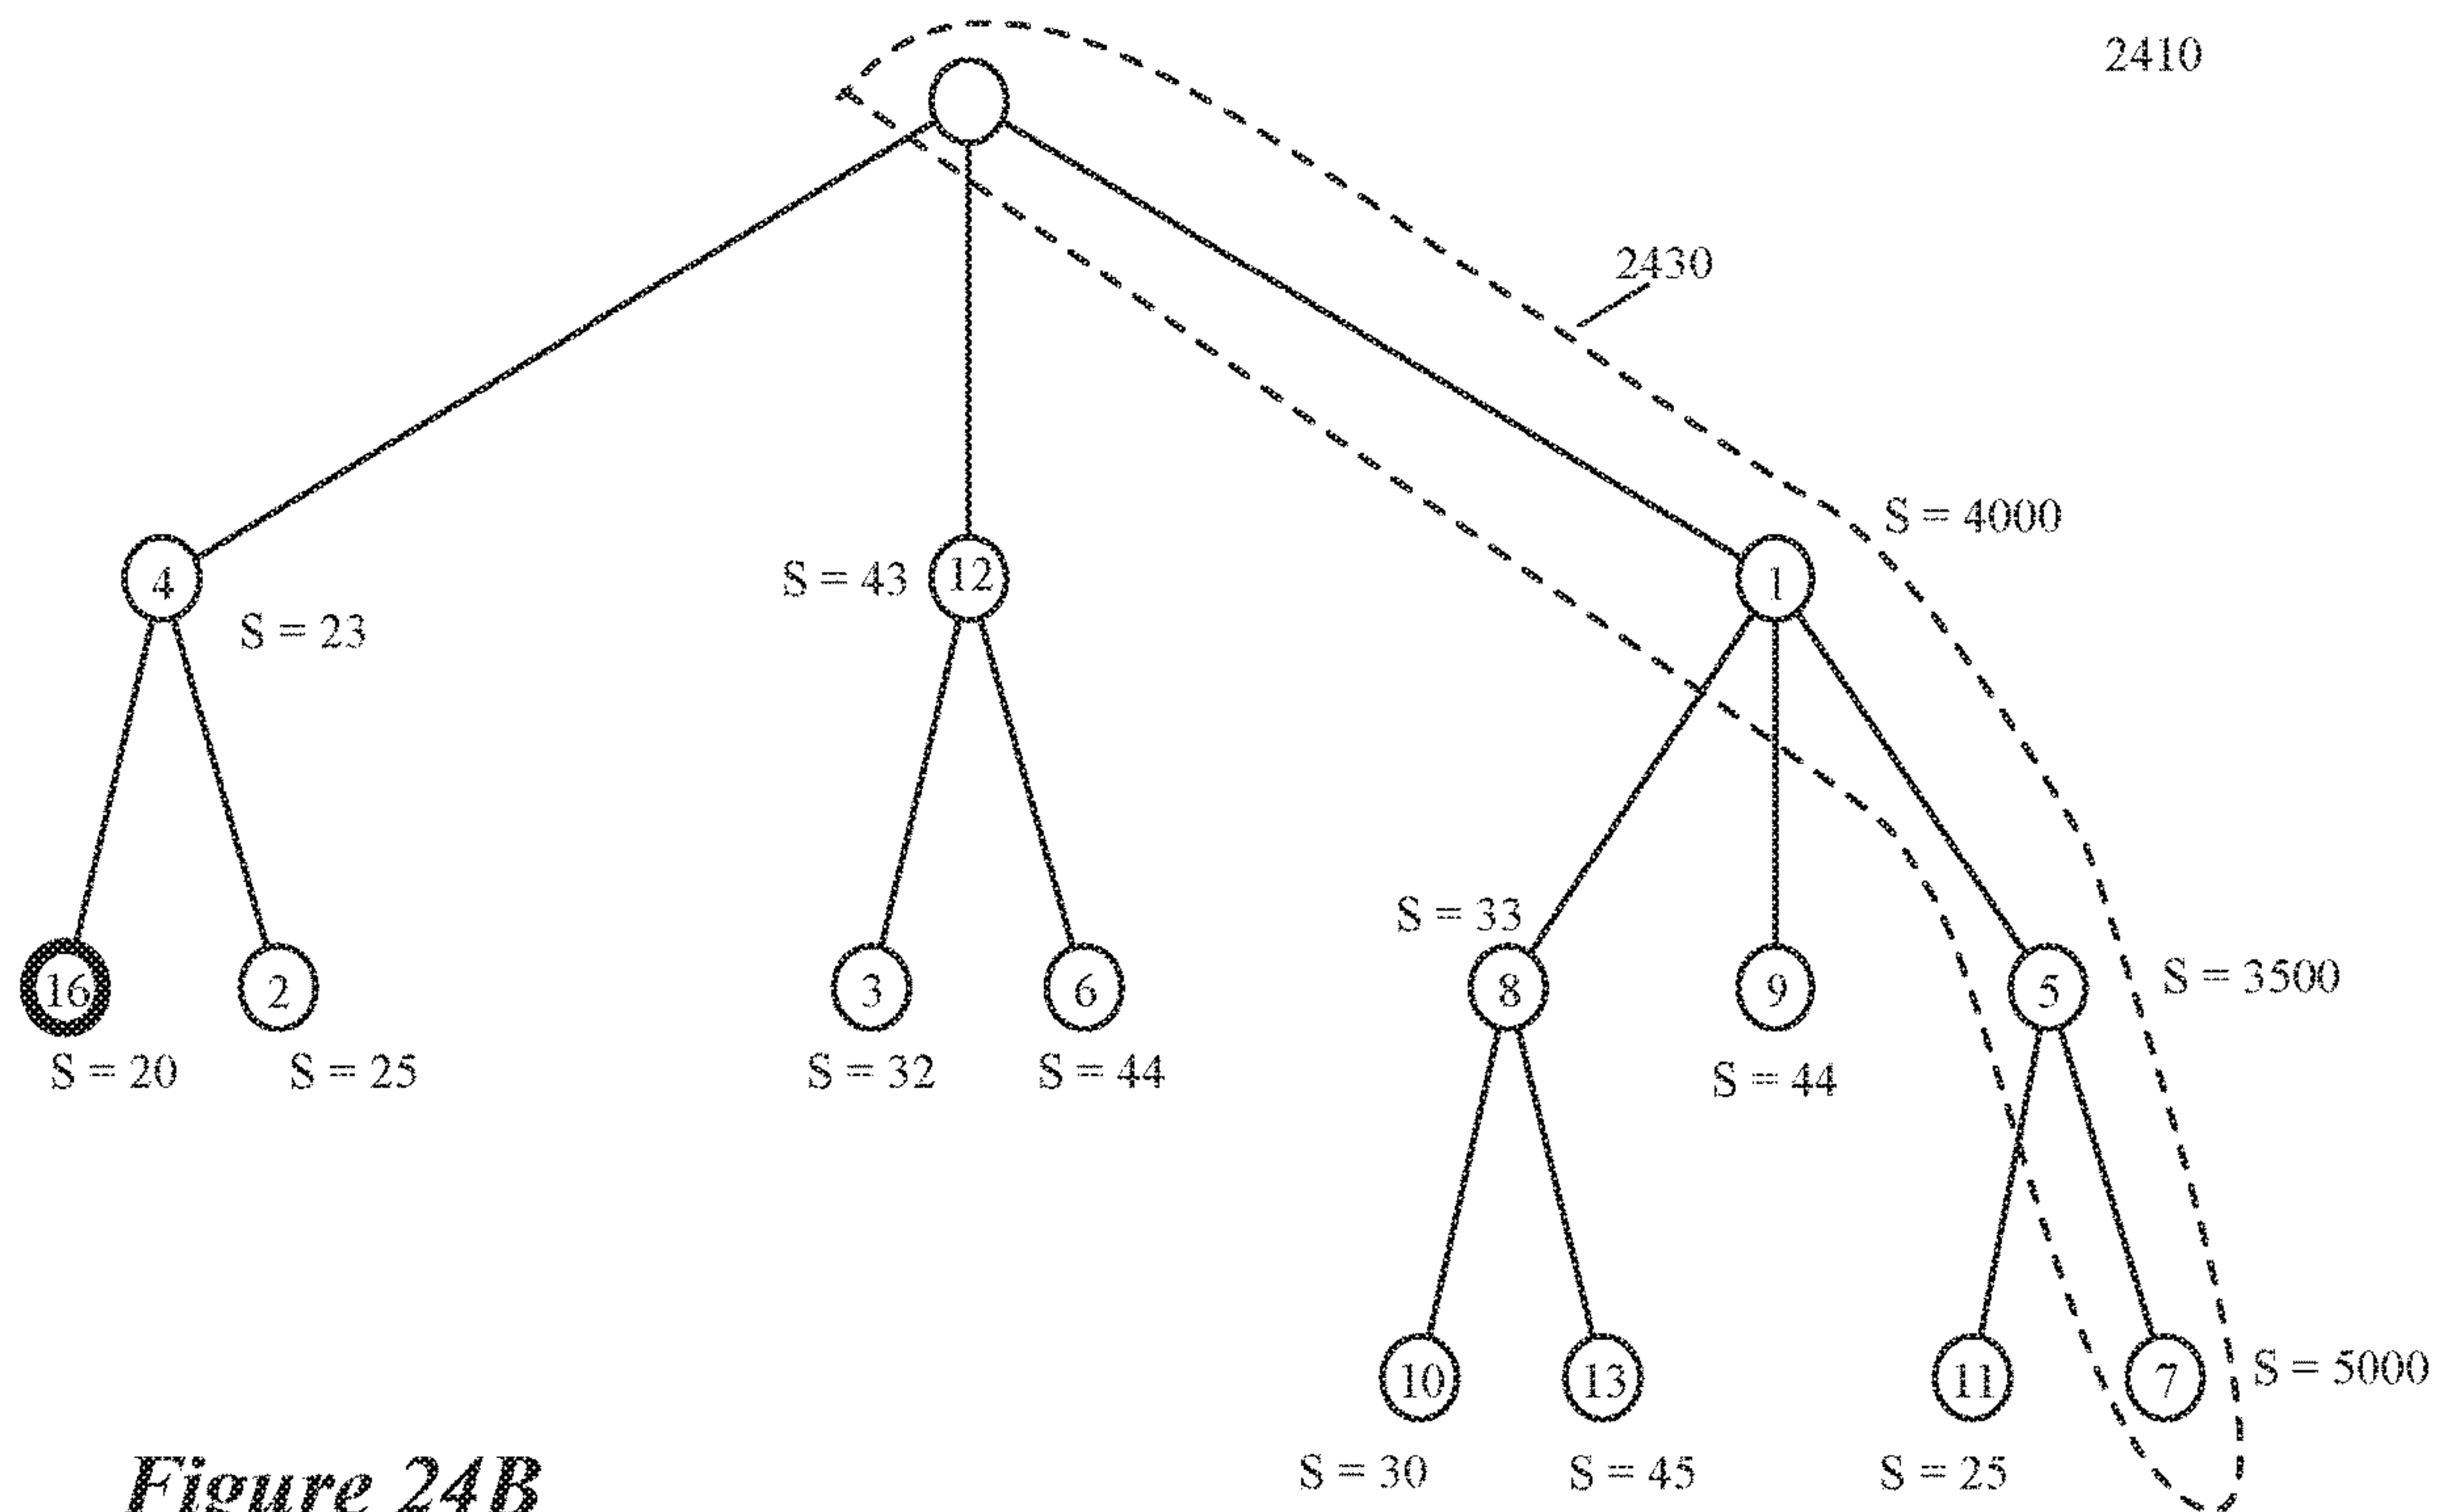 2410
2430
S = 4000
4
S = 43
12
1
S = 23
S = 33
16
2
3
6
8
9
5
S = 3500
S = 20
S = 25
S = 32
S = 44
S = 44
10
13
11
7
S = 5000
S = 30
S = 45
S = 25
Figure 24B